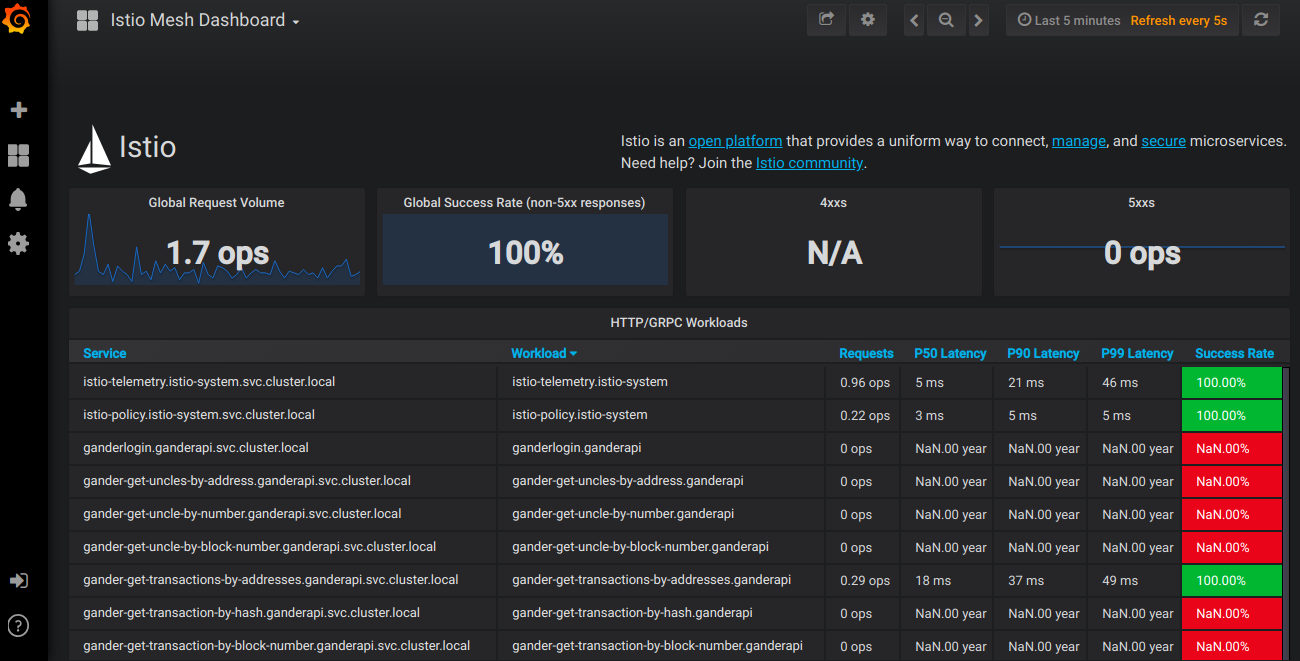 Istio Mesh Dashboard
Last 5 minutes Refresh every 5s
Istio
Istio is an open platform that provides a uniform way to connect, manage, and secure microservices.
Need help? Join the Istio community.
Global Request Volume
1.7 ops
Global Success Rate (non-5xx responses)
100%
4xxs
N/A
5xxs
0 ops
HTTP/GRPC Workloads
Service Workload Requests P50 Latency P90 Latency P99 Latency Success Rate
istio-telemetry.istio-system.svc.cluster.local istio-telemetry.istio-system 0.96 ops 5 ms 21 ms 46 ms 100.00%
istio-policy.istio-system.svc.cluster.local istio-policy.istio-system 0.22 ops 3 ms 5 ms 5 ms 100.00%
ganderlogin.ganderapi.svc.cluster.local ganderlogin.ganderapi 0 ops NaN.00 year NaN.00 year NaN.00 year NaN.00%
gander-get-uncles-by-address.ganderapi.svc.cluster.local gander-get-uncles-by-address.ganderapi 0 ops NaN.00 year NaN.00 year NaN.00 year NaN.00%
gander-get-uncle-by-number.ganderapi.svc.cluster.local gander-get-uncle-by-number.ganderapi 0 ops NaN.00 year NaN.00 year NaN.00 year NaN.00%
gander-get-uncle-by-block-number.ganderapi.svc.cluster.local gander-get-uncle-by-block-number.ganderapi 0 ops NaN.00 year NaN.00 year NaN.00 year NaN.00%
gander-get-transactions-by-addresses.ganderapi.svc.cluster.local gander-get-transactions-by-addresses.ganderapi 0.29 ops 18 ms 37 ms 49 ms 100.00%
gander-get-transaction-by-hash.ganderapi.svc.cluster.local gander-get-transaction-by-hash.ganderapi 0 ops NaN.00 year NaN.00 year NaN.00 year NaN.00%
gander-get-transaction-by-block-number.ganderapi.svc.cluster.local gander-get-transaction-by-block-number.ganderapi 0 ops NaN.00 year NaN.00 year NaN.00 year NaN.00%